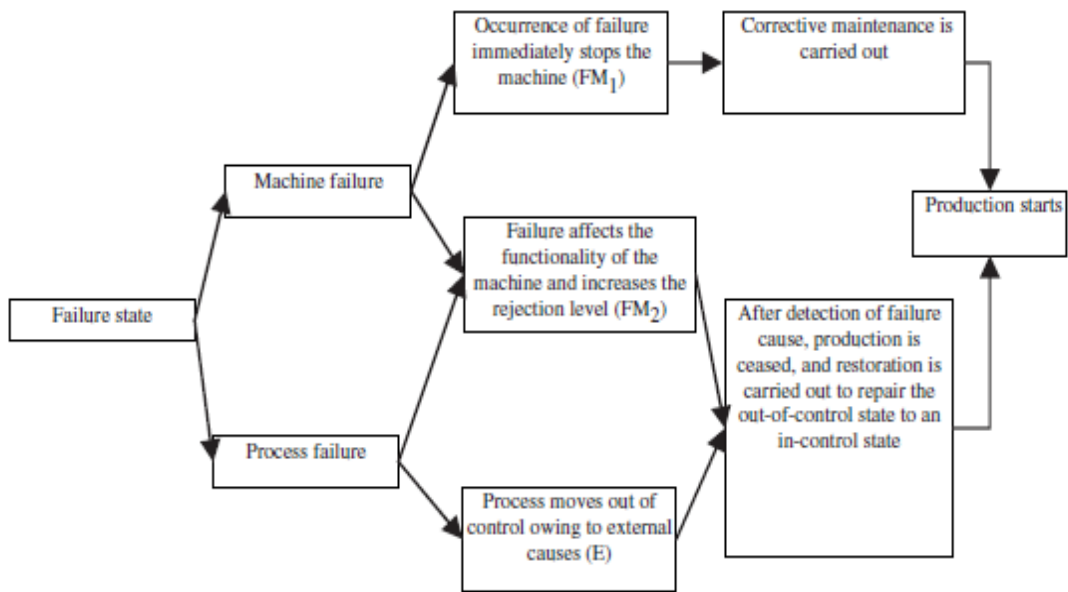 Occurrence of failure
immediately stops the
machine (FM1)
Corrective maintenance is
carried out
Machine failure
Production starts
Failure affects the
functionality of the
machine and increases the
rejection level (FM2)
Failure state
After detection of failure
cause, production is
ceased, and restoration is
carried out to repair the
out-of-control state to an
in-control state
Process failure
Process moves out of
control owing to external
causes (E)